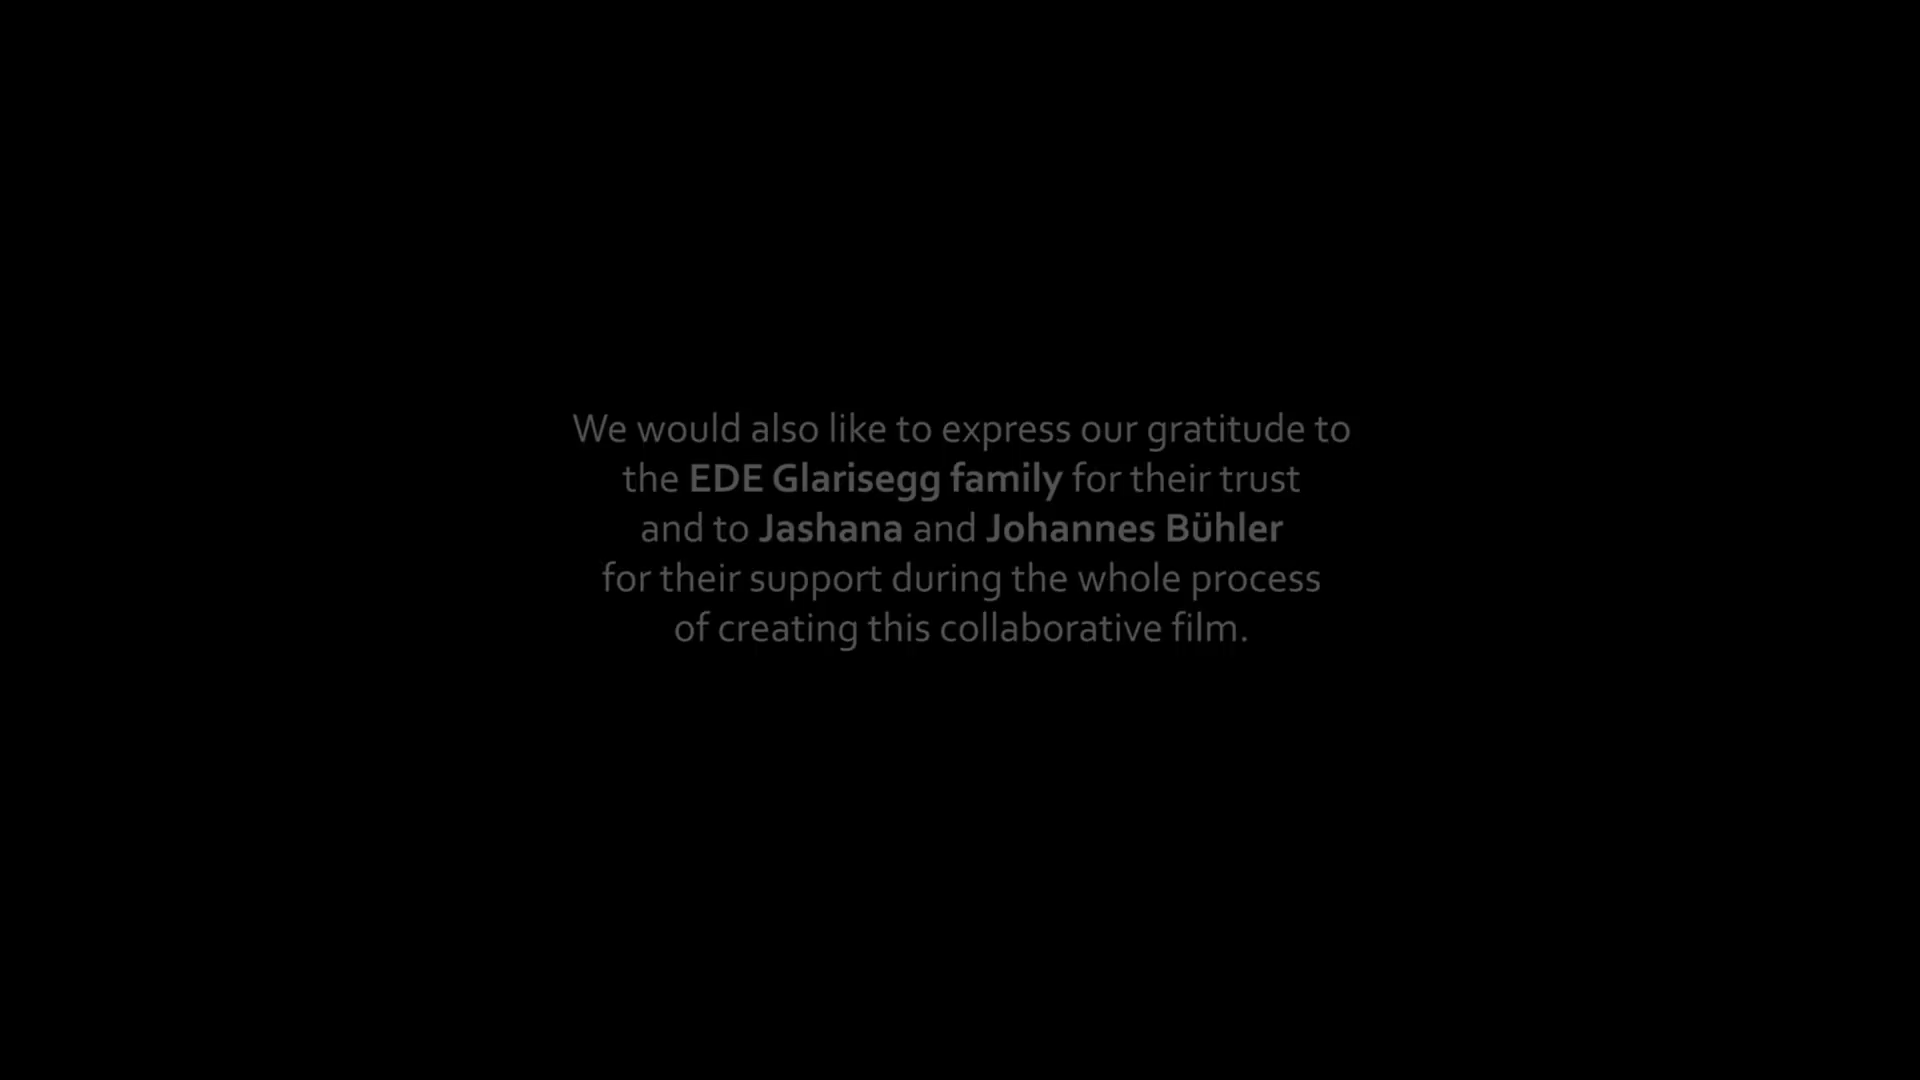 We would also like to express our gratitude to
the EDE Glarisegg family for their trust
and to Jashana and Johannes Bühler
for their support during the whole process
of creating this collaborative film.